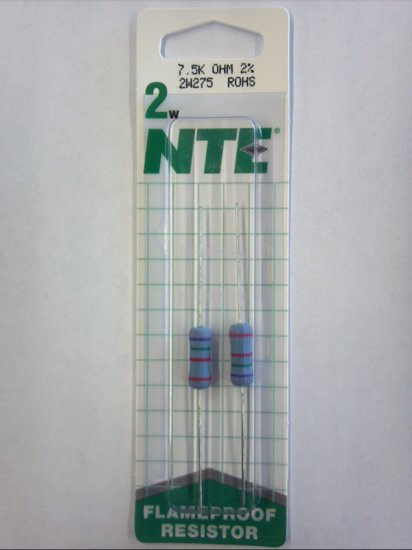 7.5K OHM 2%
2W275 ROHS
2W
NTE®
FLAMEPROOF
RESISTOR